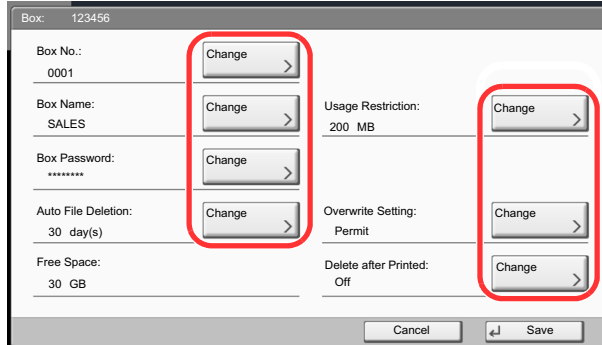 Box: 123456
Box No.:
0001
Change
Box Name:
SALES
Change
Usage Restriction:
200 MB
Change
Box Password:
********
Change
Auto File Deletion:
30 day(s)
Change
Overwrite Setting:
Permit
Change
Free Space:
30 GB
Delete after Printed:
Off
Change
Cancel
Save